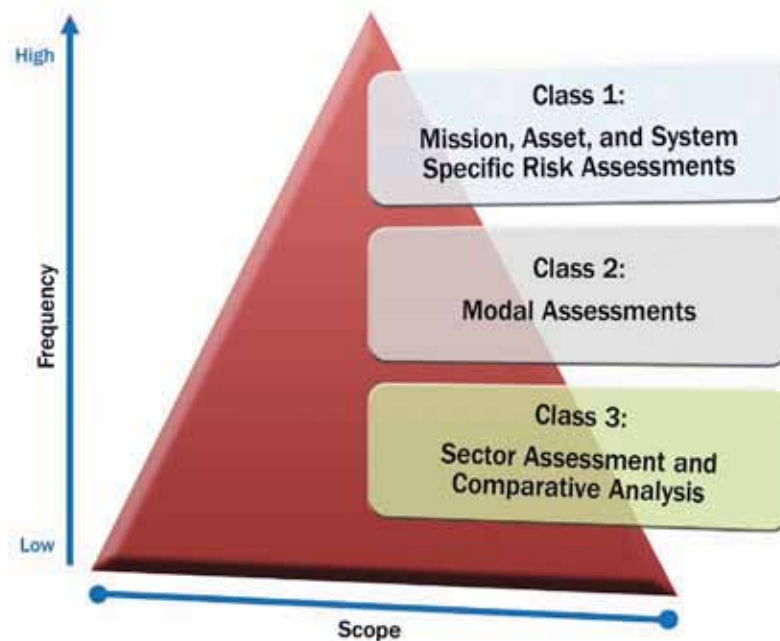 High
Frequency
Low
Class 1:
Mission, Asset, and System
Specific Risk Assessments
Class 2:
Modal Assessments
Class 3:
Sector Assessment and
Comparative Analysis
Scope